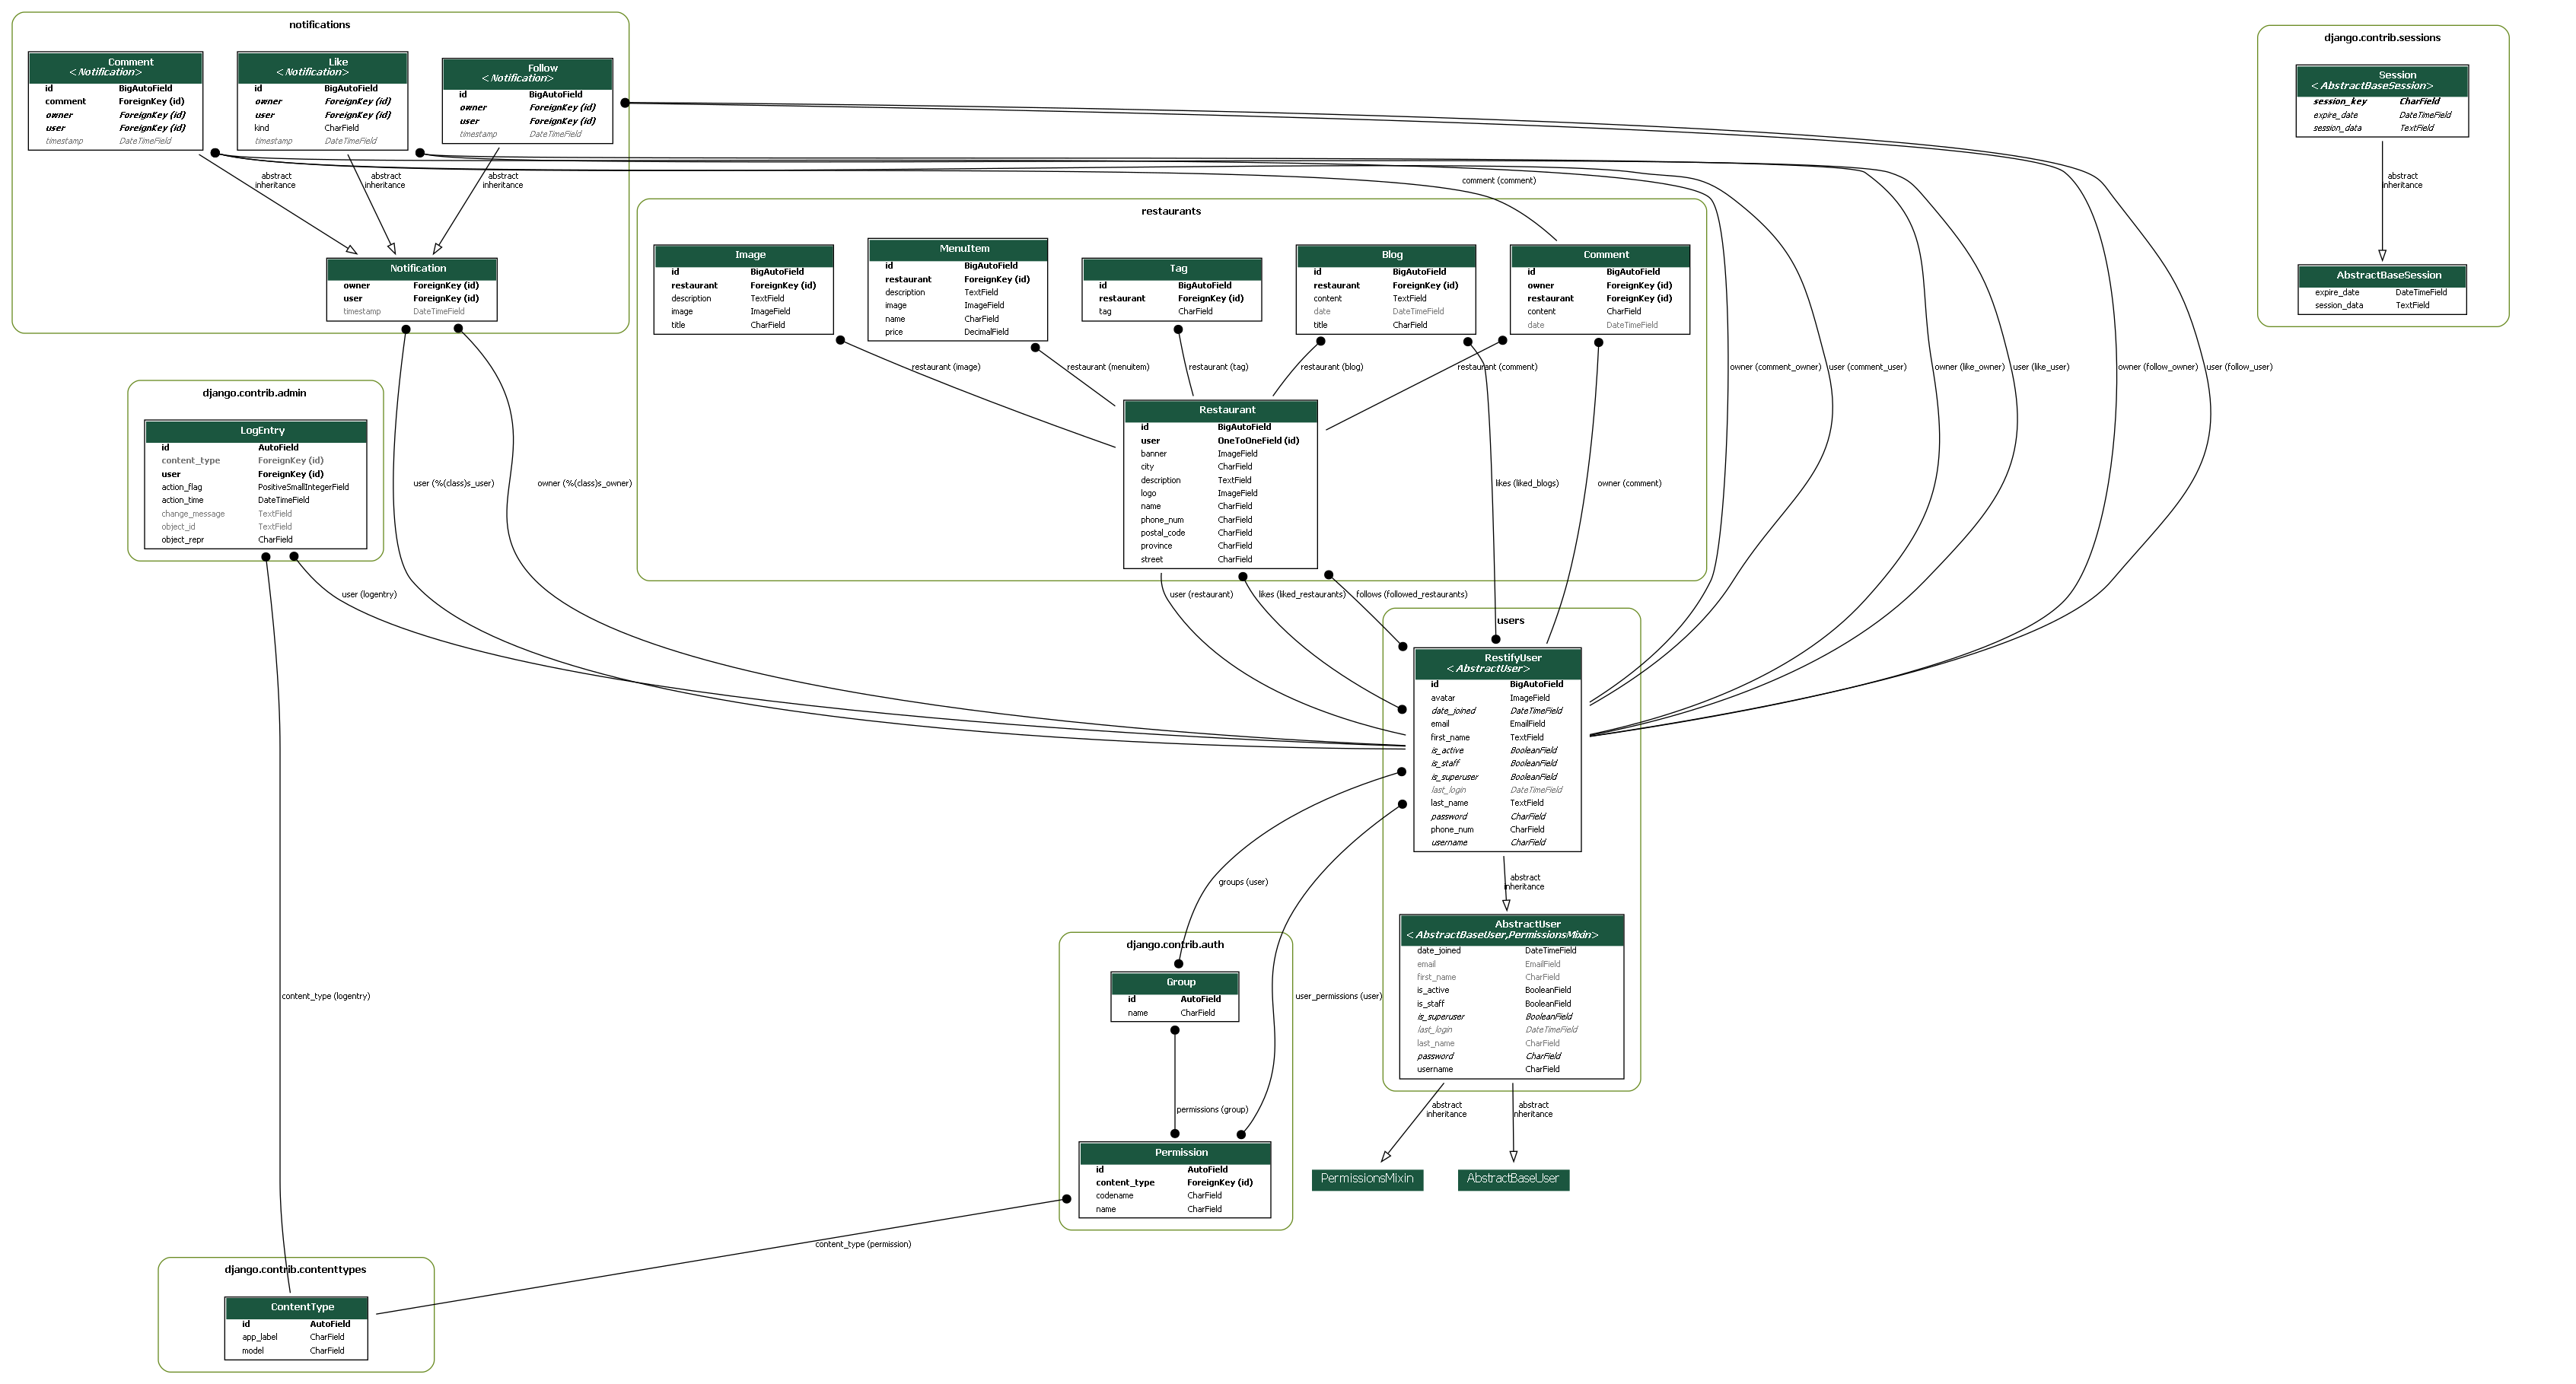 notifications
Comment
<Notification>
id BigAutoField
comment ForeignKey (id)
owner ForeignKey (id)
user ForeignKey (id)
timestamp DateTimeField
Like
<Notification>
id BigAutoField
owner ForeignKey (id)
user ForeignKey (id)
kind CharField
timestamp DateTimeField
Follow
<Notification>
id BigAutoField
owner ForeignKey (id)
user ForeignKey (id)
timestamp DateTimeField
abstract
inheritance
abstract
inheritance
abstract
inheritance
Notification
owner ForeignKey (id)
user ForeignKey (id)
timestamp DateTimeField
django.contrib.sessions
Session
<AbstractBaseSession>
session_key CharField
expire_date DateTimeField
session_data TextField
abstract
inheritance
AbstractBaseSession
expire_date DateTimeField
session_data TextField
comment (comment)
restaurants
Image
id BigAutoField
restaurant ForeignKey (id)
description TextField
image ImageField
title CharField
MenuItem
id BigAutoField
restaurant ForeignKey (id)
description TextField
image ImageField
name CharField
price DecimalField
Tag
id BigAutoField
restaurant ForeignKey (id)
tag CharField
Blog
id BigAutoField
restaurant ForeignKey (id)
content TextField
date DateTimeField
title CharField
Comment
id BigAutoField
owner ForeignKey (id)
restaurant ForeignKey (id)
content CharField
date DateTimeField
restaurant (image)
restaurant (menuitem)
restaurant (tag)
restaurant (blog)
restaurant (comment)
owner (comment_owner)
user (comment_user)
owner (like_owner)
user (like_user)
owner (follow_owner)
user (follow_user)
Restaurant
id BigAutoField
user OneToOneField (id)
banner ImageField
city CharField
description TextField
logo ImageField
name CharField
phone_num CharField
postal_code CharField
province CharField
street CharField
django.contrib.admin
LogEntry
id AutoField
content_type ForeignKey (id)
user ForeignKey (id)
action_flag PositiveSmallIntegerField
action_time DateTimeField
change_message TextField
object_id TextField
object_repr CharField
user (%(class)s_user)
owner (%(class)s_owner)
likes (liked_blogs)
owner (comment)
user (logentry)
user (restaurant)
likes (liked_restaurants)
follows (followed_restaurants)
users
RestifyUser
<AbstractUser>
id BigAutoField
avatar ImageField
date_joined DateTimeField
email EmailField
first_name TextField
is_active BooleanField
is_staff BooleanField
is_superuser BooleanField
last_login DateTimeField
last_name TextField
password CharField
phone_num CharField
username CharField
groups (user)
abstract
inheritance
AbstractUser
<AbstractBaseUser,PermissionsMixin>
date_joined DateTimeField
email EmailField
first_name CharField
is_active BooleanField
is_staff BooleanField
is_superuser BooleanField
last_login DateTimeField
last_name CharField
password CharField
username CharField
django.contrib.auth
Group
id AutoField
name CharField
content_type (logentry)
user_permissions (user)
permissions (group)
abstract
inheritance
abstract
inheritance
Permission
id AutoField
content_type ForeignKey (id)
codename CharField
name CharField
PermissionsMixin
AbstractBaseUser
content_type (permission)
django.contrib.contenttypes
ContentType
id AutoField
app_label CharField
model CharField